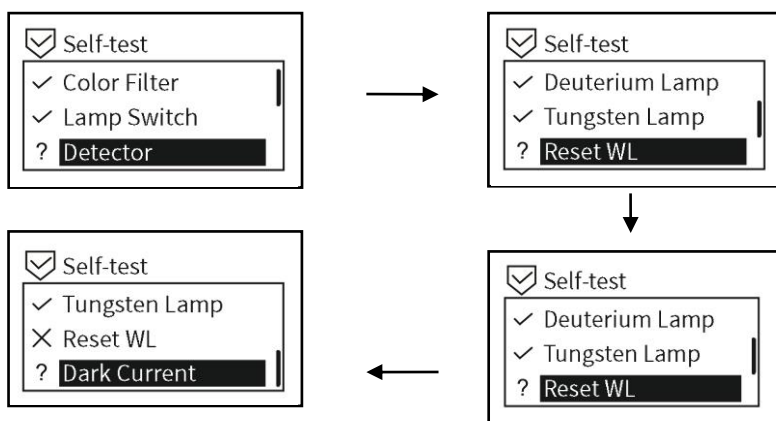 Self-test
✓ Color Filter
✓ Lamp Switch
? Detector
Self-test
✓ Deuterium Lamp
✓ Tungsten Lamp
? Reset WL
Self-test
✓ Deuterium Lamp
✓ Tungsten Lamp
? Reset WL
Self-test
✓ Tungsten Lamp
✕ Reset WL
? Dark Current